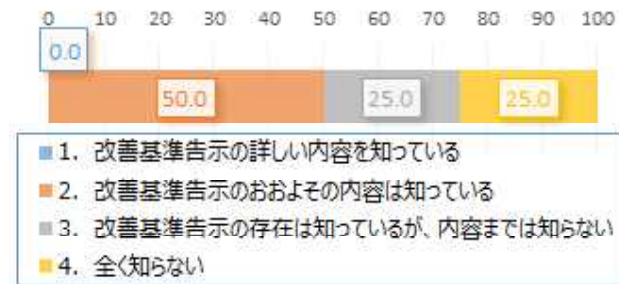 0 10 20 30 40 50 60 70 80 90 100
0.0
50.0 25.0 25.0
1. 改善基準告示の詳しい内容を知っている
2. 改善基準告示のおおよその内容は知っている
3. 改善基準告示の存在は知っているが、内容までは知らない
4. 全く知らない